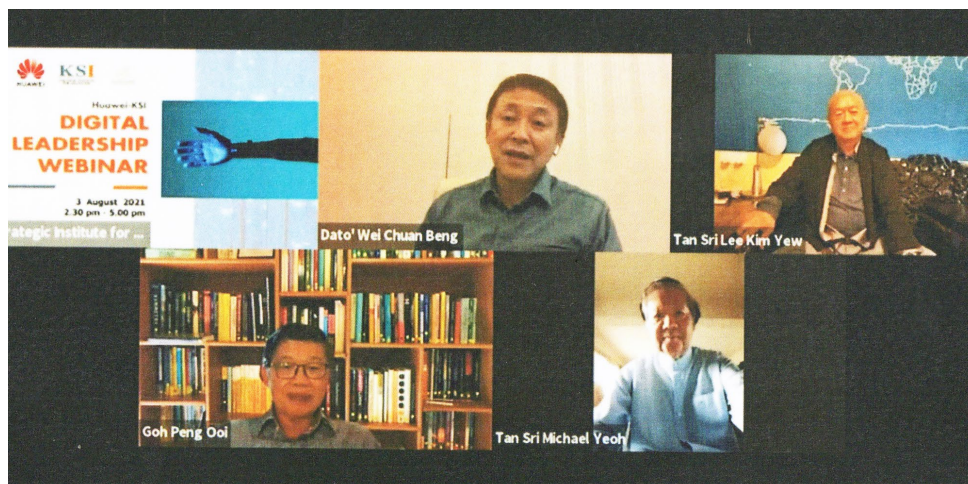 HUAWEI
KSI
Huawei-KSI
DIGITAL
LEADERSHIP
WEBINAR
3 August 2021
2.30 pm - 5.00 pm
rategic Institute for ...
Dato' Wei Chuan Beng
Tan Sri Lee Kim Yew
Goh Peng Ooi
Tan Sri Michael Yeoh